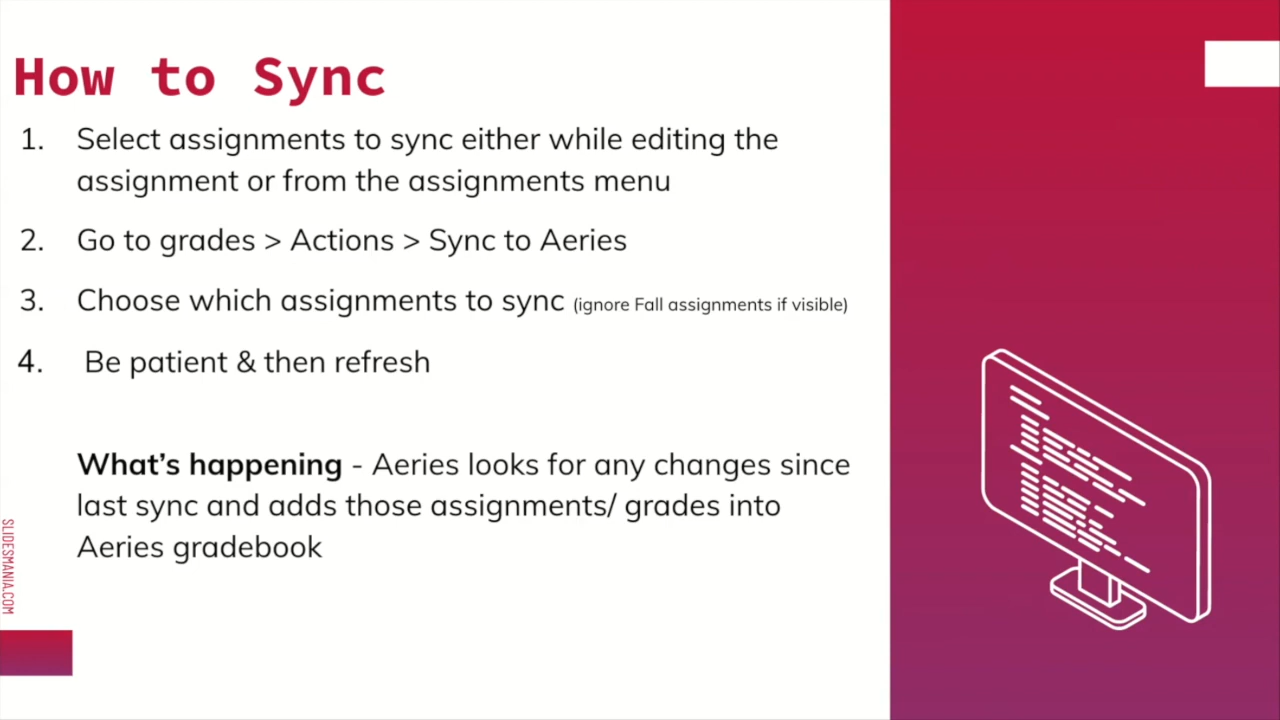 How to Sync
1. Select assignments to sync either while editing the
assignment or from the assignments menu
2. Go to grades > Actions > Sync to Aeries
3. Choose which assignments to sync (ignore Fall assignments if visible)
4. Be patient & then refresh
What's happening - Aeries looks for any changes since
last sync and adds those assignments/ grades into
Aeries gradebook
SLIDESMANIA.COM